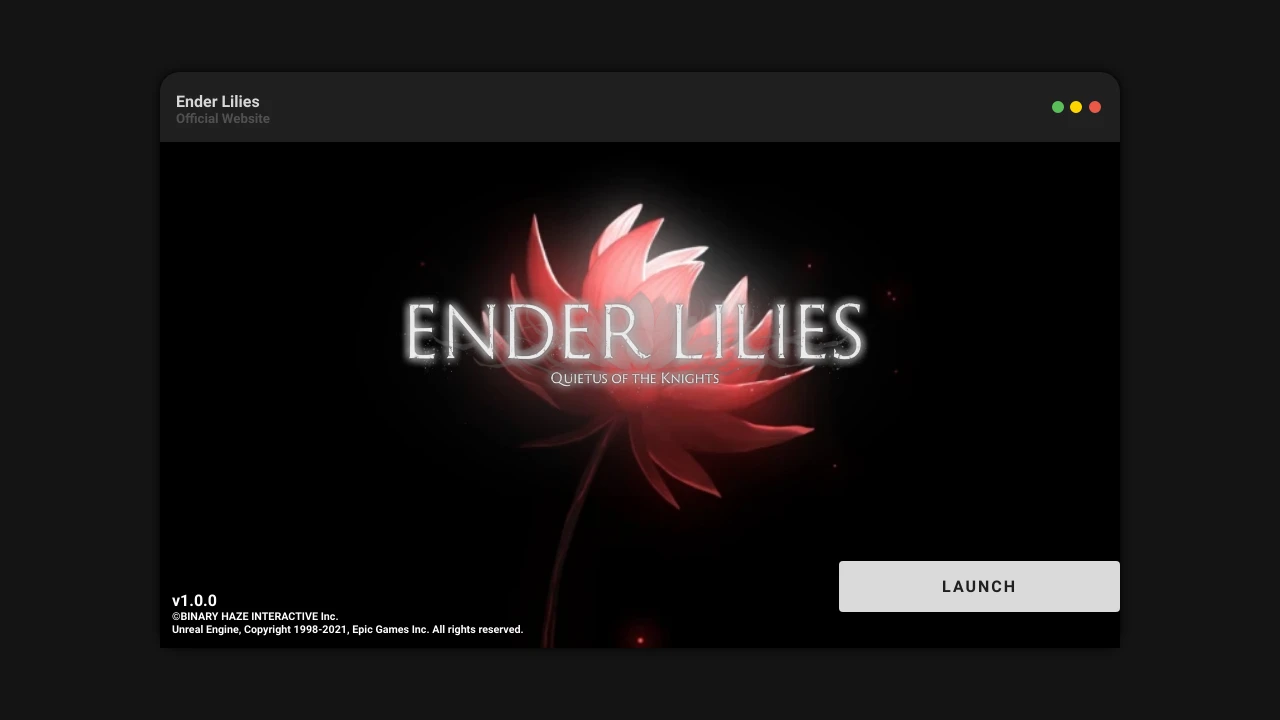 Ender Lilies
Official Website
ENDER LILIES
QUIETUS OF THE KNIGHTS
LAUNCH
v1.0.0
©BINARY HAZE INTERACTIVE Inc.
Unreal Engine, Copyright 1998-2021, Epic Games Inc. All rights reserved.